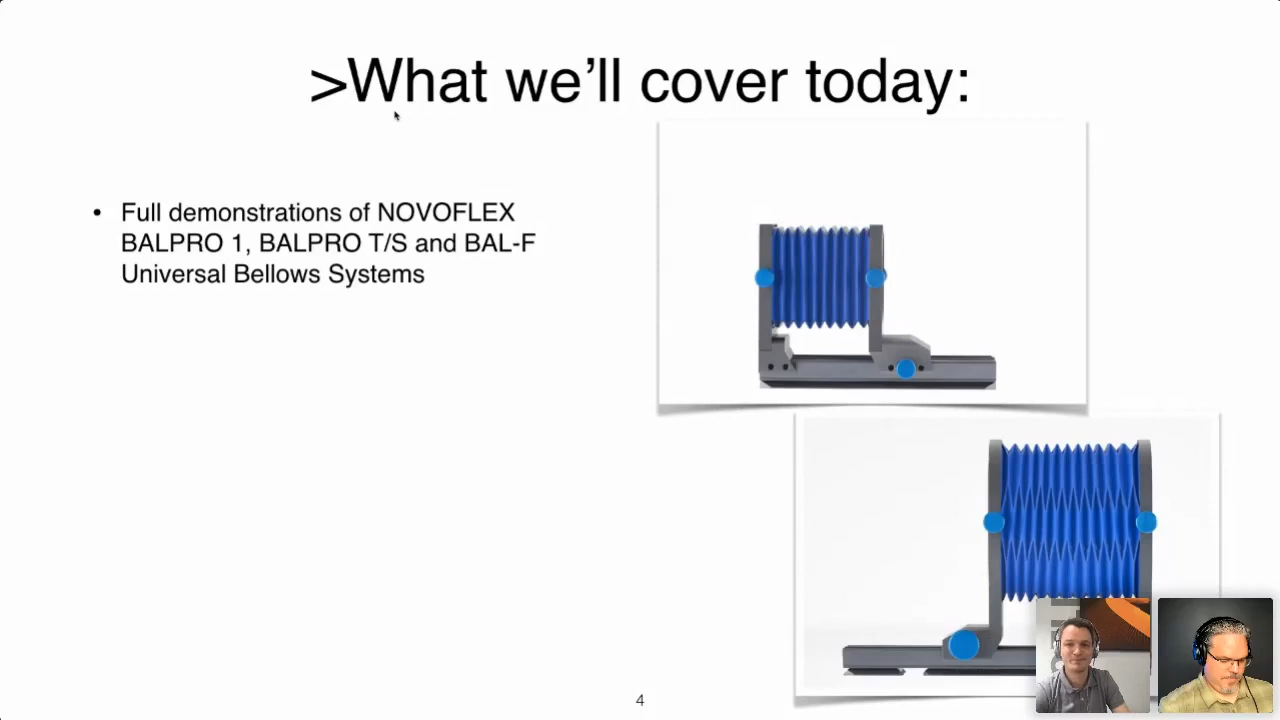 >What we’ll cover today:
• Full demonstrations of NOVOFLEX
BALPRO 1, BALPRO T/S and BAL-F
Universal Bellows Systems
4